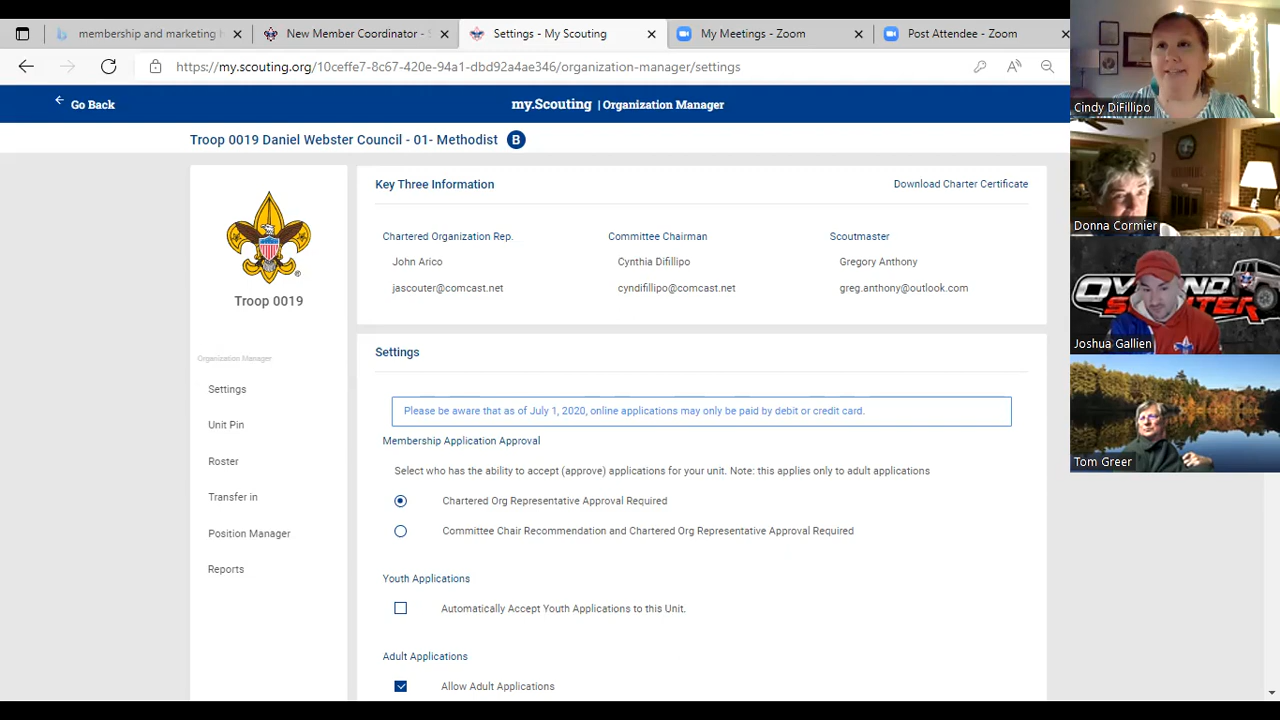 membership and marketing
New Member Coordinator -
Settings - My Scouting
My Meetings - Zoom
Post Attendee - Zoom
https://my.scouting.org/10ceffe7-8c67-420e-94a1-dbd92a4ae346/organization-manager/settings
Go Back
my.Scouting | Organization Manager
Troop 0019 Daniel Webster Council - 01- Methodist B
Troop 0019
Organization Manager
Settings
Unit Pin
Roster
Transfer in
Position Manager
Reports
Key Three Information
Download Charter Certificate
Chartered Organization Rep.
John Arico
jascouter@comcast.net
Committee Chairman
Cynthia Difillipo
cyndifillipo@comcast.net
Scoutmaster
Gregory Anthony
greg.anthony@outlook.com
Settings
Please be aware that as of July 1, 2020, online applications may only be paid by debit or credit card.
Membership Application Approval
Select who has the ability to accept (approve) applications for your unit. Note: this applies only to adult applications
Chartered Org Representative Approval Required
Committee Chair Recommendation and Chartered Org Representative Approval Required
Youth Applications
Automatically Accept Youth Applications to this Unit.
Adult Applications
Allow Adult Applications
Cindy DiFillipo
Donna Cormier
Joshua Gallien
Tom Greer